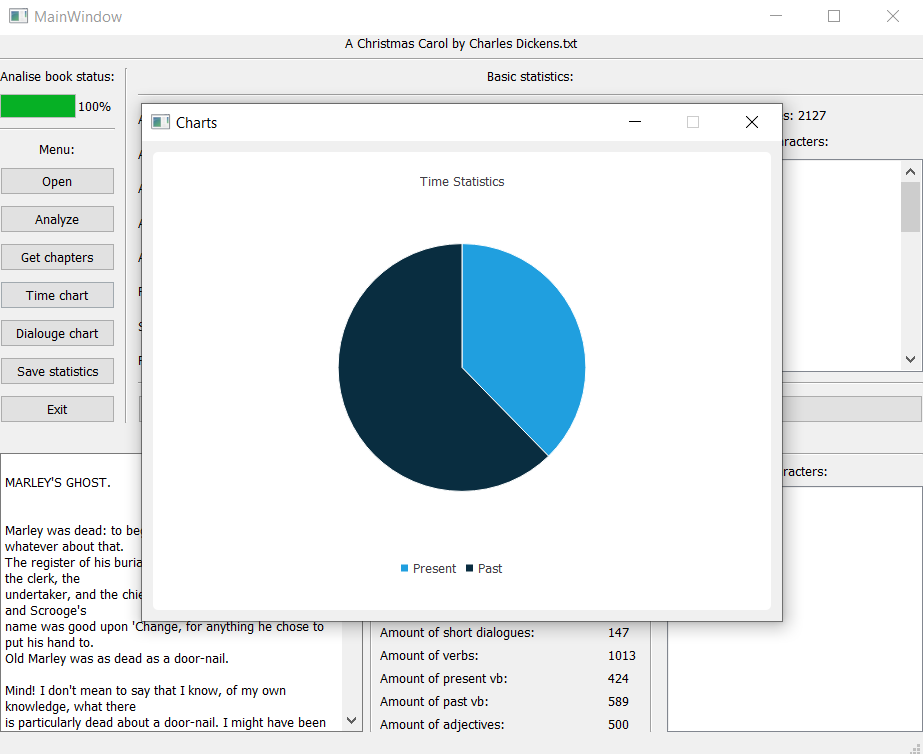 MainWindow
A Christmas Carol by Charles Dickens.txt
Analise book status:
100%
Menu:
Open
Analyze
Get chapters
Time chart
Dialouge chart
Save statistics
Exit
Basic statistics:
2127
Charts
Time Statistics
Present
Past
MARLEY'S GHOST.
Marley was dead: to
whatever about that.
The register of his
the clerk, the
undertaker, and the
and Scrooge's
name was good upon 'Change, for anything he chose to
put his hand to.
Old Marley was as dead as a door-nail.
Mind! I don't mean to say that I know, of my own
knowledge, what there
is particularly dead about a door-nail. I might have been
Amount of short dialogues: 147
Amount of verbs: 1013
Amount of present vb: 424
Amount of past vb: 589
Amount of adjectives: 500